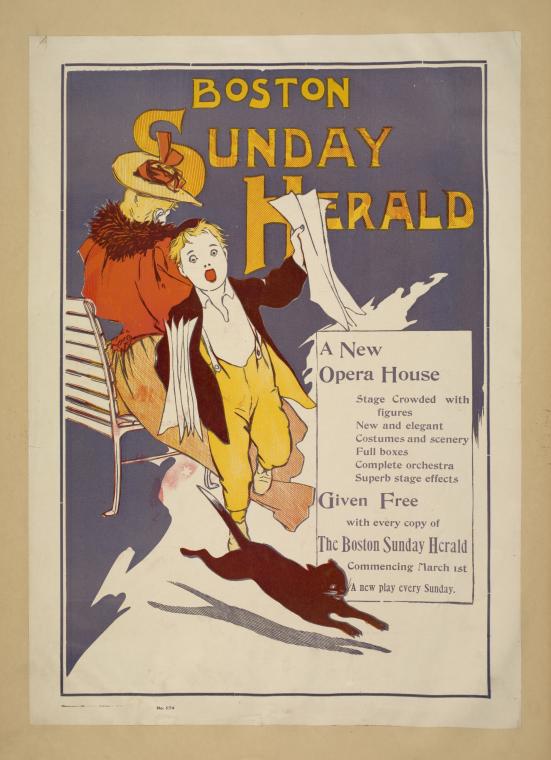 BOSTON
SUNDAY
HERALD
A New
Opera House
Stage Crowded with
figures
New and elegant
Costumes and scenery
Full boxes
Complete orchestra
Superb stage effects
Given Free
with every copy of
The Boston Sunday Herald
Commencing March 1st
A new play every Sunday.